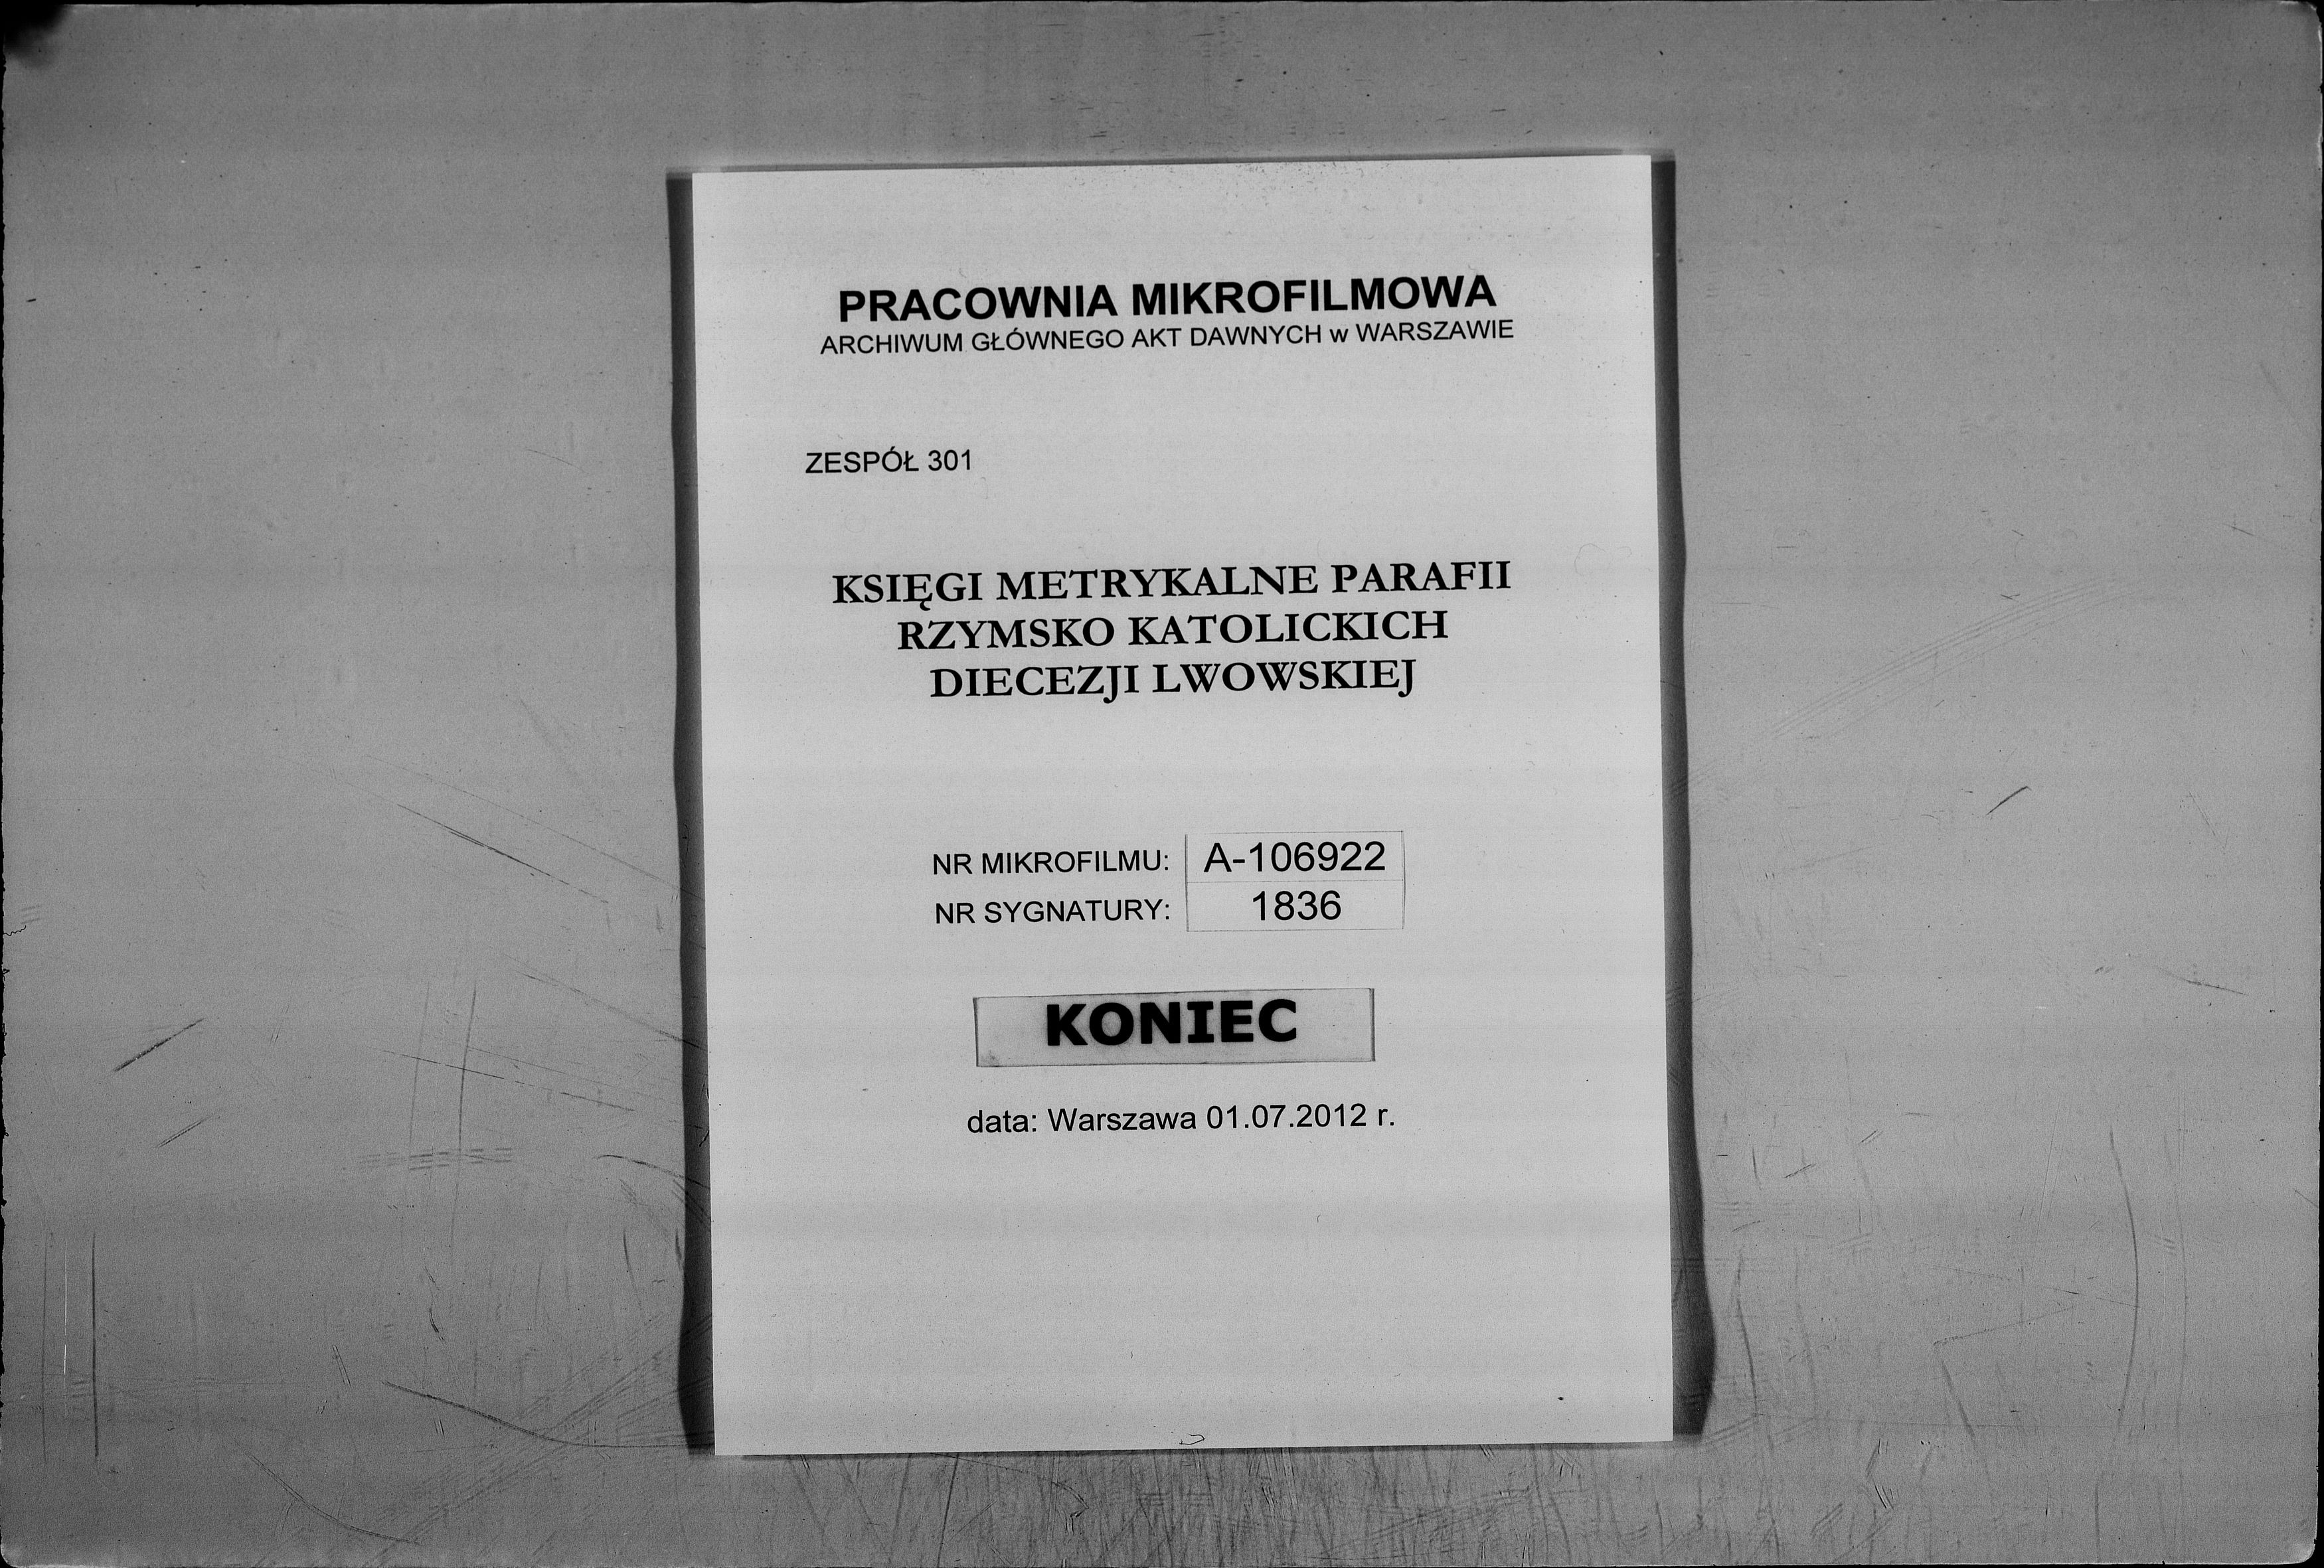 PRACOWNIA MIKROFILMOWA
ARCHIWUM GŁÓWNEGO AKT DAWNYCH w WARSZAWIE
ZESPÓŁ 301
KSIĘGI METRYKALNE PARAFII
RZYMSKO KATOLICKICH
DIECEZJI LWOWSKIEJ
NR MIKROFILMU: A-106922
NR SYGNATURY: 1836
KONIEC
data: Warszawa 01.07.2012 r.